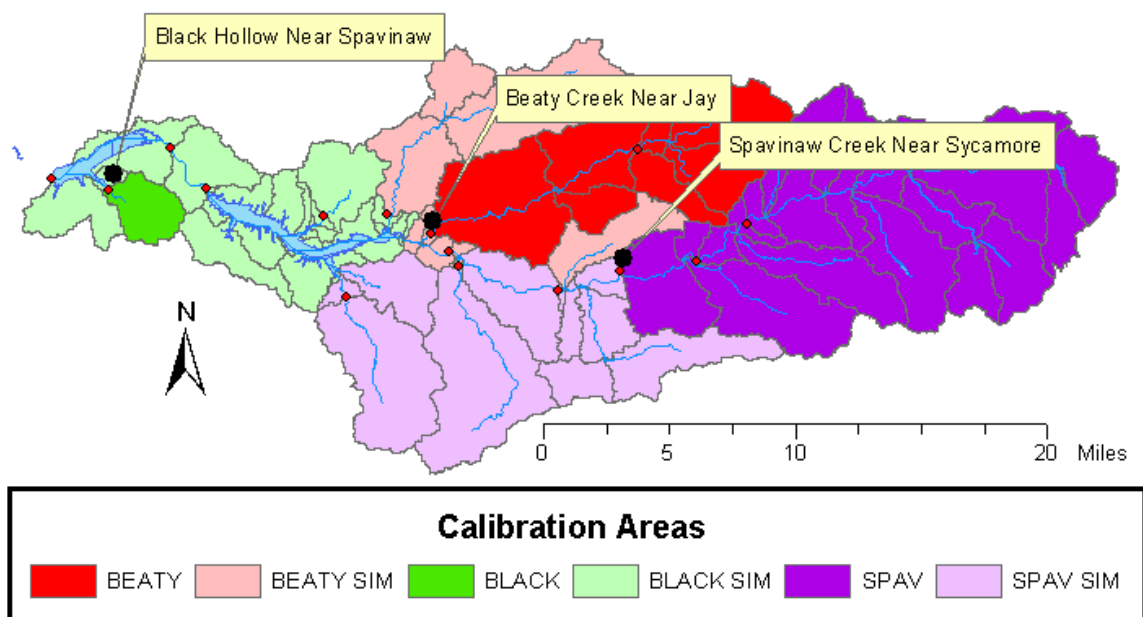 Black Hollow Near Spavinaw
Beaty Creek Near Jay
Spavinaw Creek Near Sycamore
N
0 5 10 20 Miles
Calibration Areas
BEATY BEATY SIM BLACK BLACK SIM SPAV SPAV SIM